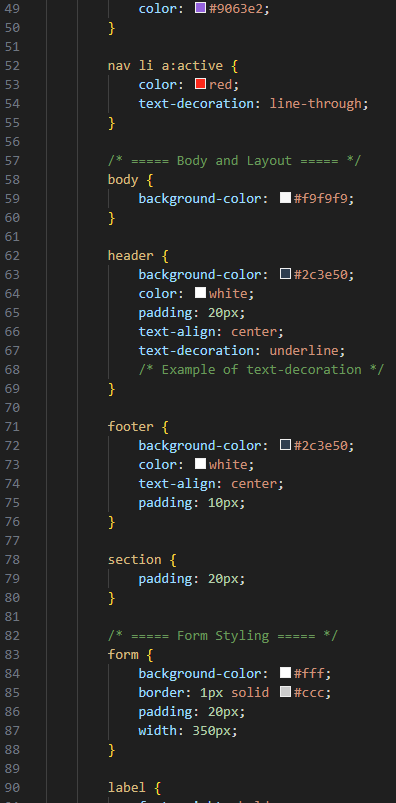 49 color: #9063e2;
50 }
51
52 nav li a:active {
53 color: red;
54 text-decoration: line-through;
55 }
56
57 /* ===== Body and Layout ===== */
58 body {
59 background-color: #f9f9f9;
60 }
61
62 header {
63 background-color: #2c3e50;
64 color: white;
65 padding: 20px;
66 text-align: center;
67 text-decoration: underline;
68 /* Example of text-decoration */
69 }
70
71 footer {
72 background-color: #2c3e50;
73 color: white;
74 text-align: center;
75 padding: 10px;
76 }
77
78 section {
79 padding: 20px;
80 }
81
82 /* ===== Form Styling ===== */
83 form {
84 background-color: #fff;
85 border: 1px solid #ccc;
86 padding: 20px;
87 width: 350px;
88 }
89
90 label {